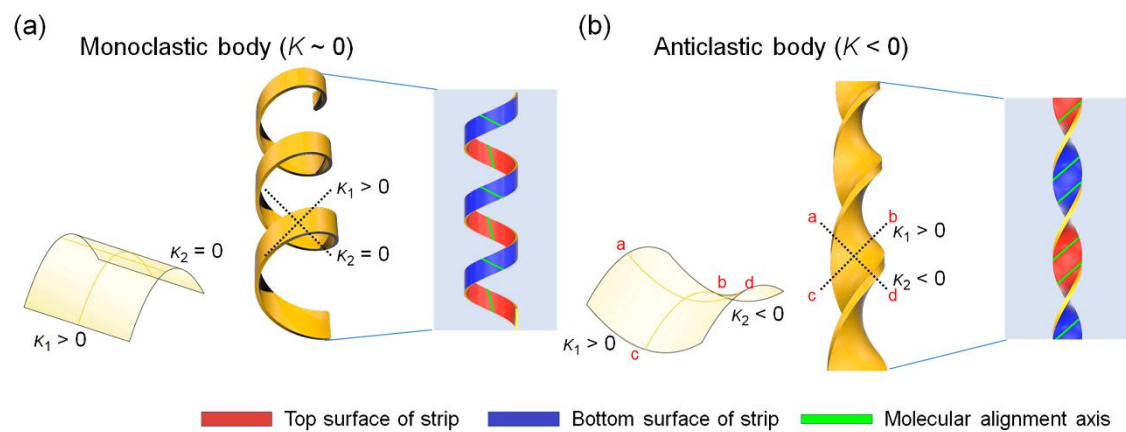 (a)
Monoclastic body (K ~ 0)
κ₁ > 0
κ₂ = 0
κ₂ = 0
κ₁ > 0
(b)
Anticlastic body (K < 0)
a
b
κ₁ > 0
κ₂ < 0
c
d
a
b
d
κ₂ < 0
κ₁ > 0
c
Top surface of strip
Bottom surface of strip
Molecular alignment axis